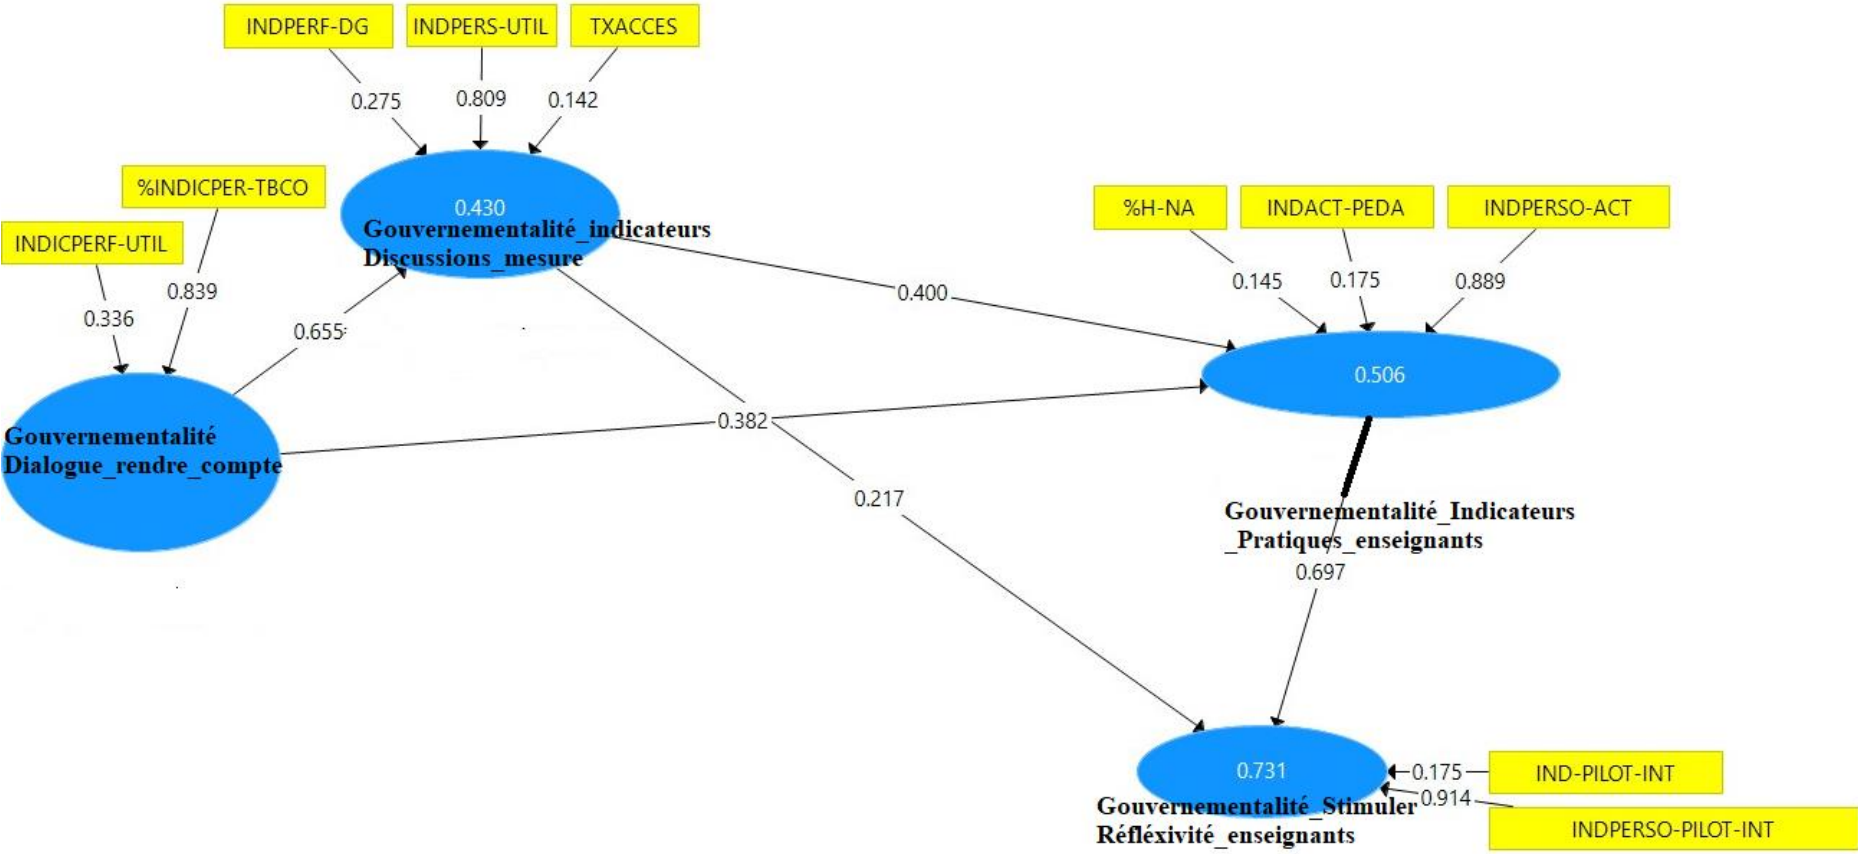 INDPERF-DG
INDPERS-UTIL
TXACCES
0.275
0.809
0.142
%INDICPER-TBCO
INDICPERF-UTIL
0.430
Gouvernementalité_indicateurs
Discussions_mesure
%H-NA
INDACT-PEDA
INDPERSO-ACT
0.839
0.336
0.655
0.400
0.145
0.175
0.889
0.506
Gouvernementalité
Dialogue_rendre_compte
0.382
0.217
Gouvernementalité_Indicateurs
_Pratiques_enseignants
0.697
0.731
Gouvernementalité_Stimuler
Réfléxivité_enseignants
0.175
IND-PILOT-INT
0.914
INDPERSO-PILOT-INT